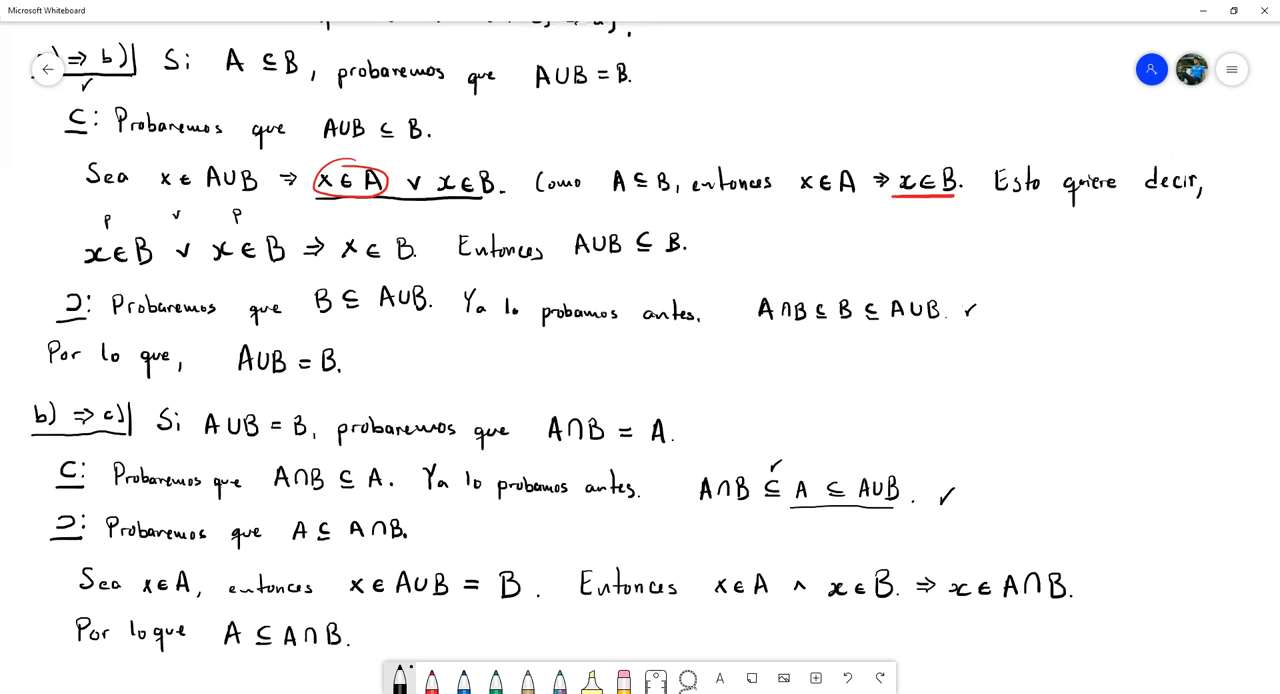 Microsoft Whiteboard
⇒ b) Si A ⊆ B, probaremos que A∪B = B.
⊆: Probaremos que A∪B ⊆ B.
Sea x ∈ A∪B ⇒ x ∈ A ∨ x ∈ B. Como A ⊆ B, entonces x ∈ A ⇒ x ∈ B. Esto quiere decir,
p ∨ p
x ∈ B ∨ x ∈ B ⇒ x ∈ B. Entonces A∪B ⊆ B.
⊇: Probaremos que B ⊆ A∪B. Ya lo probamos antes. A∩B ⊆ B ⊆ A∪B. ✓
Por lo que, A∪B = B.
b) ⇒ c) Si A∪B = B, probaremos que A∩B = A.
⊆: Probaremos que A∩B ⊆ A. Ya lo probamos antes. A∩B ⊆ A ⊆ A∪B. ✓
⊇: Probaremos que A ⊆ A∩B.
Sea x∈A, entonces x ∈ A∪B = B. Entonces x∈A ∧ x∈B. ⇒ x ∈ A∩B.
Por lo que A ⊆ A∩B.